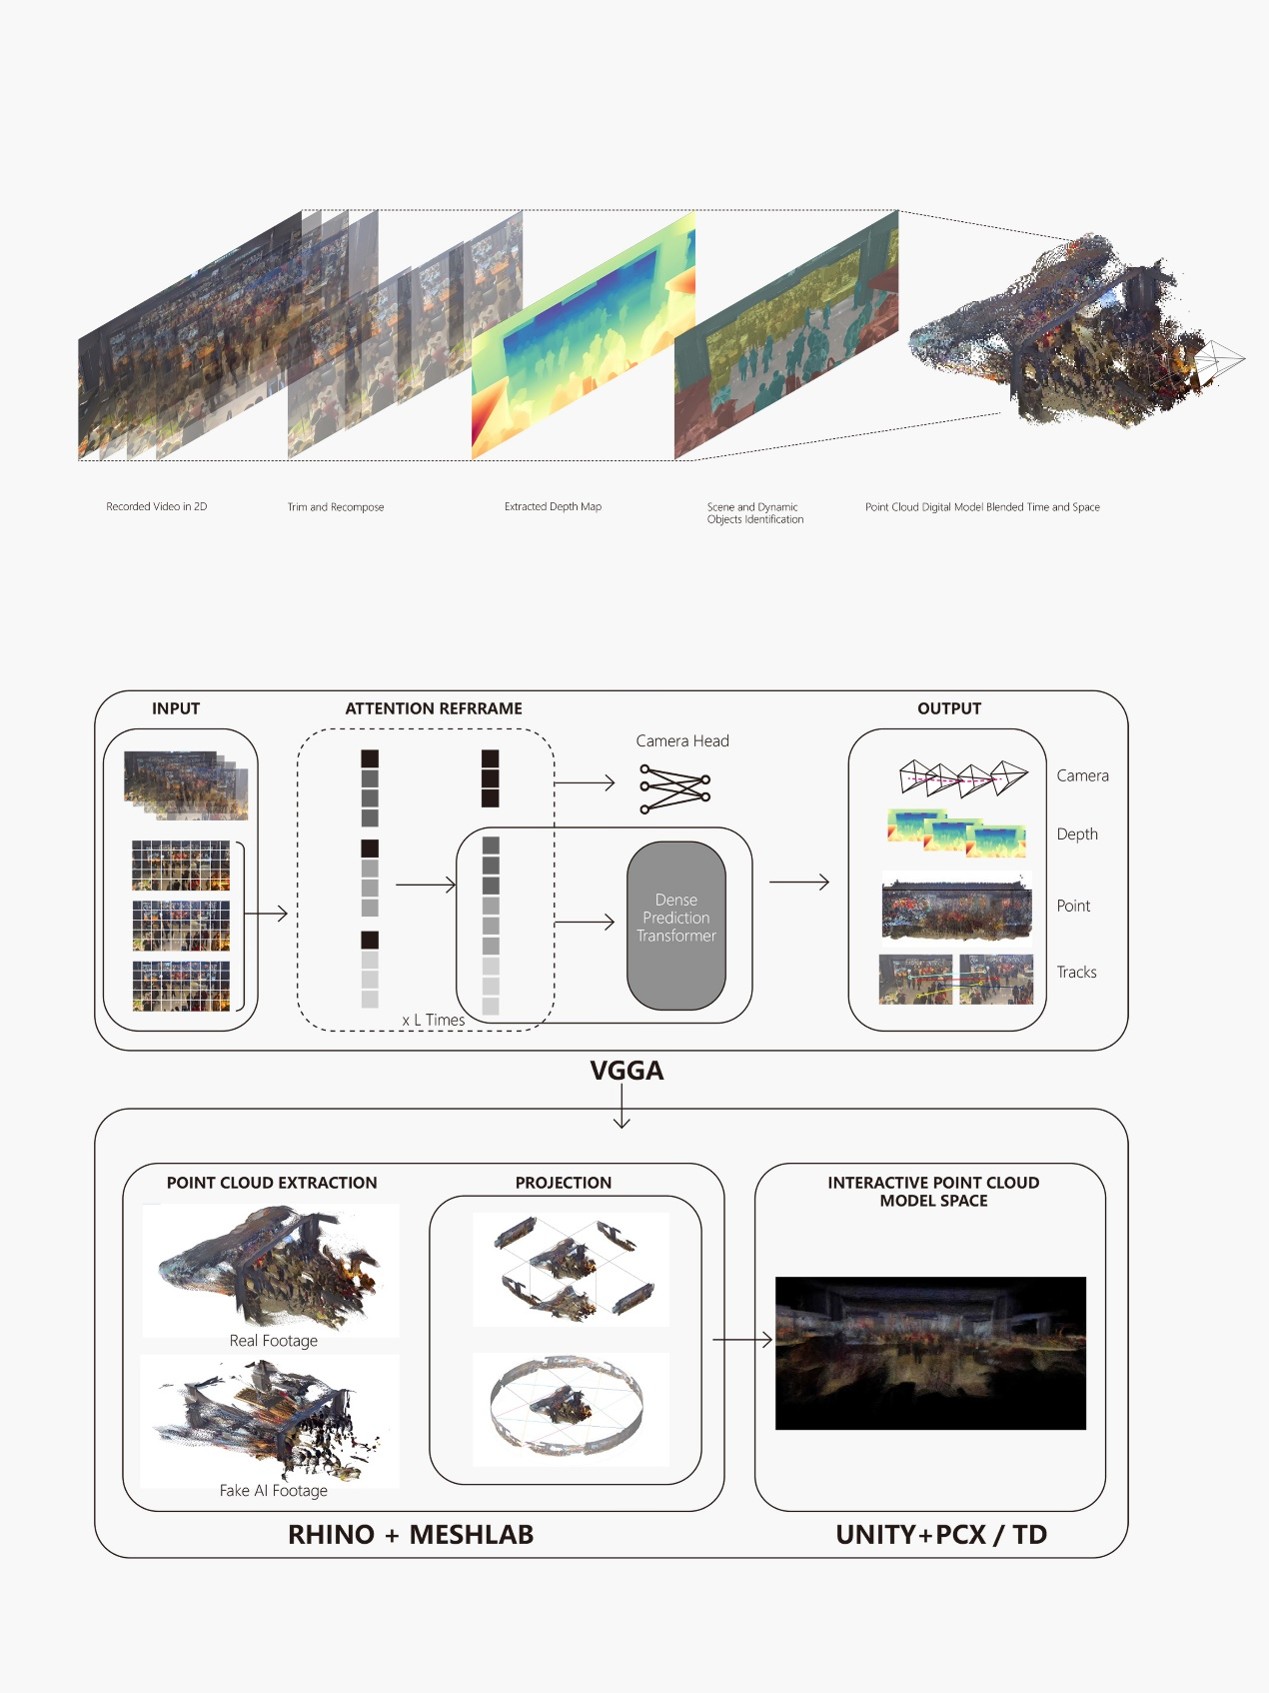 Recorded Video in 2D
Trim and Recompose
Extracted Depth Map
Scene and Dynamic
Objects Identification
Point Cloud Digital Model Blended Time and Space
INPUT
ATTENTION REFRRAME
OUTPUT
Camera Head
Camera
Depth
Dense
Prediction
Transformer
Point
Tracks
x L Times
VGGA
POINT CLOUD EXTRACTION
PROJECTION
INTERACTIVE POINT CLOUD
MODEL SPACE
Real Footage
Fake AI Footage
RHINO + MESHLAB
UNITY+PCX / TD